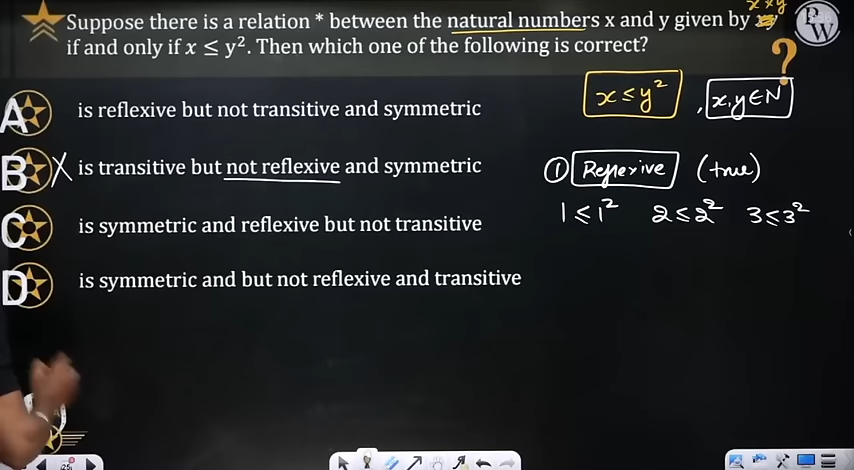 x * y
Suppose there is a relation * between the natural numbers x and y given by
if and only if x ≤ y². Then which one of the following is correct?
PW
?
x ≤ y² , x,y ∈ N
A is reflexive but not transitive and symmetric
B X is transitive but not reflexive and symmetric
① Reflexive (true)
1 ≤ 1² 2 ≤ 2² 3 ≤ 3²
C is symmetric and reflexive but not transitive
D is symmetric and but not reflexive and transitive